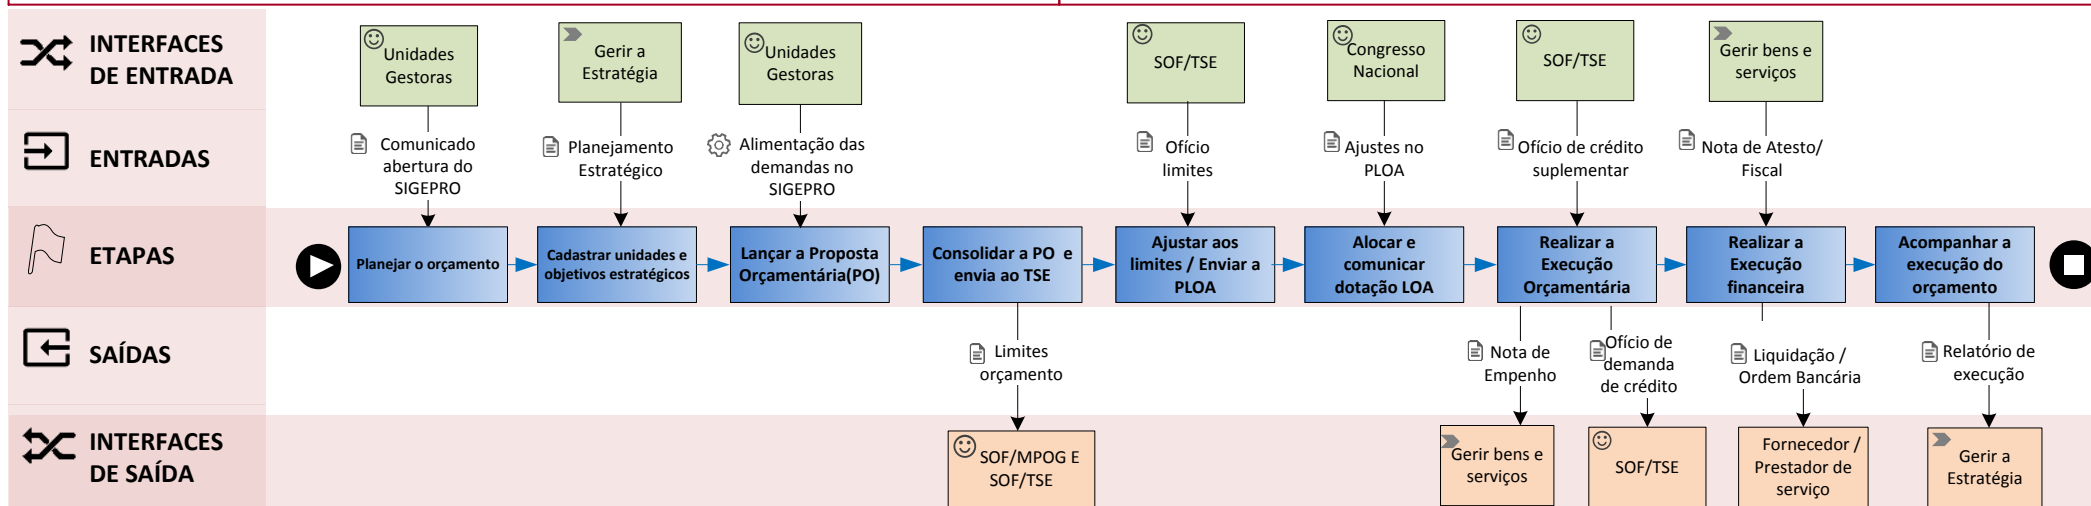 INTERFACES
DE ENTRADA
Unidades
Gestoras
Gerir a
Estratégia
Unidades
Gestoras
SOF/TSE
Congresso
Nacional
SOF/TSE
Gerir bens e
serviços
ENTRADAS
Comunicado
abertura do
SIGEPRO
Planejamento
Estratégico
Alimentação das
demandas no
SIGEPRO
Ofício
limites
Ajustes no
PLOA
Ofício de crédito
suplementar
Nota de Atesto/
Fiscal
ETAPAS
Planejar o orçamento
Cadastrar unidades e
objetivos estratégicos
Lançar a Proposta
Orçamentária(PO)
Consolidar a PO e
envia ao TSE
Ajustar aos
limites / Enviar a
PLOA
Alocar e
comunicar
dotação LOA
Realizar a
Execução
Orçamentária
Realizar a
Execução
financeira
Acompanhar a
execução do
orçamento
SAÍDAS
Limites
orçamento
Nota de
Empenho
Ofício de
demanda
de crédito
Liquidação /
Ordem Bancária
Relatório de
execução
INTERFACES
DE SAÍDA
SOF/MPOG E
SOF/TSE
Gerir bens e
serviços
SOF/TSE
Fornecedor /
Prestador de
serviço
Gerir a
Estratégia